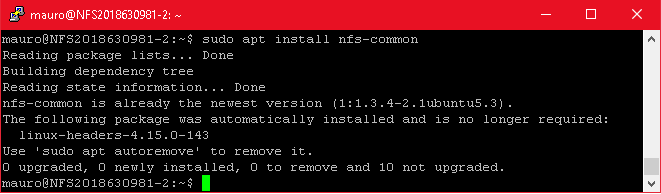 mauro@NFS2018630981-2: ~
mauro@NFS2018630981-2:~$ sudo apt install nfs-common
Reading package lists... Done
Building dependency tree
Reading state information... Done
nfs-common is already the newest version (1:1.3.4-2.1ubuntu5.3).
The following package was automatically installed and is no longer required:
  linux-headers-4.15.0-143
Use 'sudo apt autoremove' to remove it.
0 upgraded, 0 newly installed, 0 to remove and 10 not upgraded.
mauro@NFS2018630981-2:~$